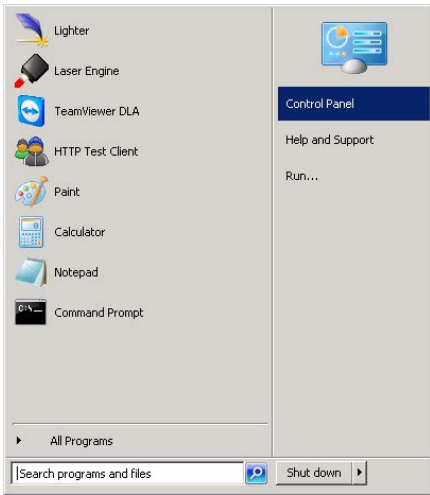 Lighter
Laser Engine
TeamViewer DLA
HTTP Test Client
Paint
Calculator
Notepad
C:\_
Command Prompt
All Programs
Search programs and files
Control Panel
Help and Support
Run...
Shut down